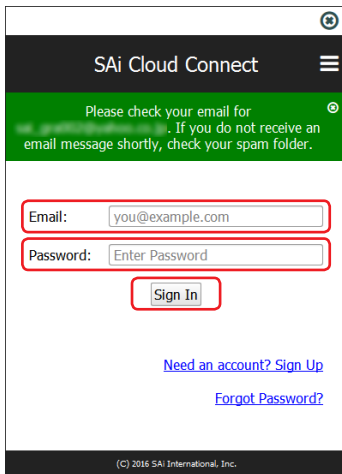 SAi Cloud Connect
Please check your email for
. If you do not receive an
email message shortly, check your spam folder.
Email: you@example.com
Password: Enter Password
Sign In
Need an account? Sign Up
Forgot Password?
(C) 2016 SAi International, Inc.